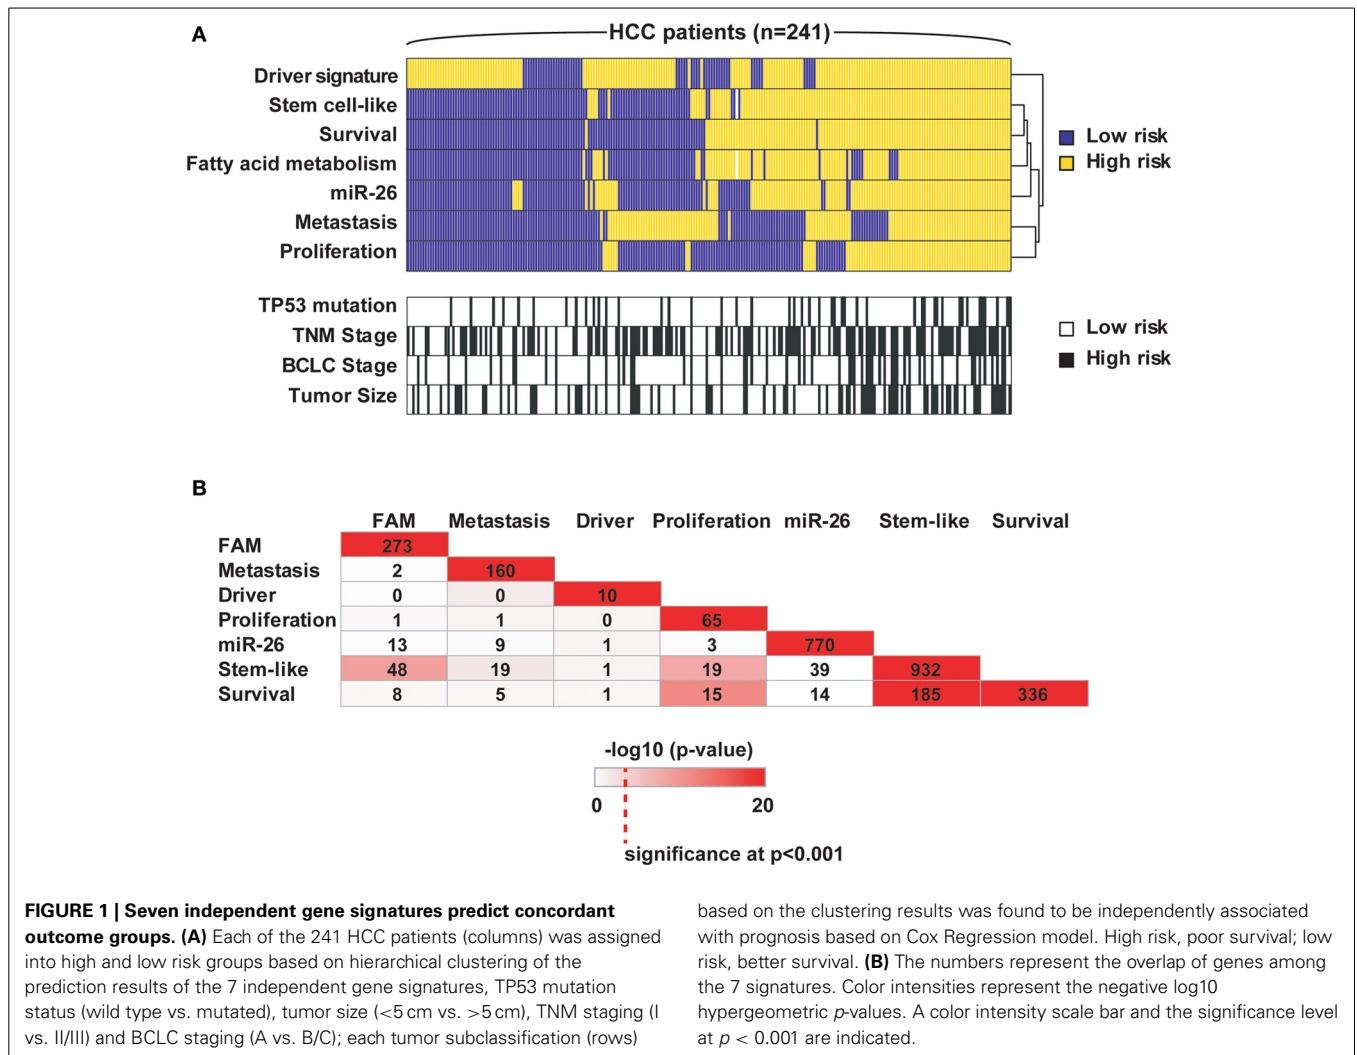 A
HCC patients (n=241)
Driver signature
Stem cell-like
Survival
Fatty acid metabolism
miR-26
Metastasis
Proliferation
Low risk
High risk
TP53 mutation
TNM Stage
BCLC Stage
Tumor Size
Low risk
High risk
B
FAM Metastasis Driver Proliferation miR-26 Stem-like Survival
FAM 273
Metastasis 2 160
Driver 0 0 10
Proliferation 1 1 0 65
miR-26 13 9 1 3 770
Stem-like 48 19 1 19 39 932
Survival 8 5 1 15 14 185 336
-log10 (p-value)
0 20
significance at p<0.001
FIGURE 1 | Seven independent gene signatures predict concordant
outcome groups. (A) Each of the 241 HCC patients (columns) was assigned
into high and low risk groups based on hierarchical clustering of the
prediction results of the 7 independent gene signatures, TP53 mutation
status (wild type vs. mutated), tumor size (<5 cm vs. >5 cm), TNM staging (I
vs. II/III) and BCLC staging (A vs. B/C); each tumor subclassification (rows)
based on the clustering results was found to be independently associated
with prognosis based on Cox Regression model. High risk, poor survival; low
risk, better survival. (B) The numbers represent the overlap of genes among
the 7 signatures. Color intensities represent the negative log10
hypergeometric p-values. A color intensity scale bar and the significance level
at p < 0.001 are indicated.